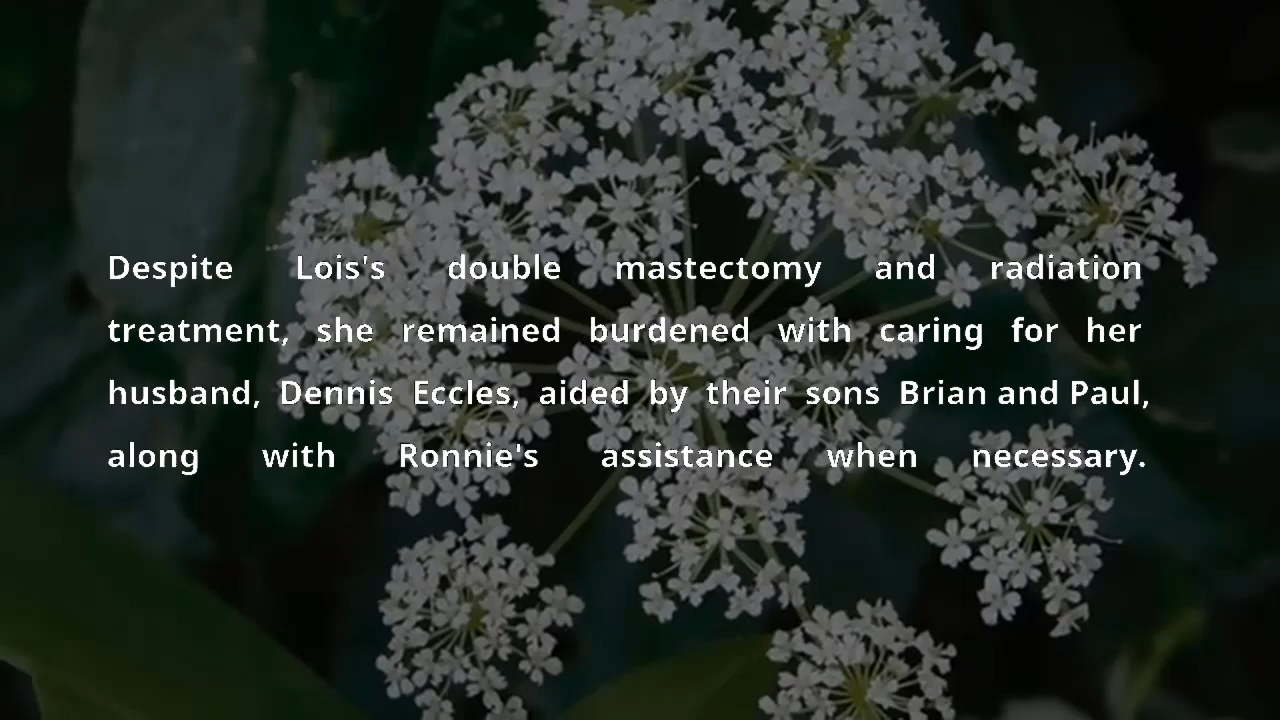 Despite Lois's double mastectomy and radiation
treatment, she remained burdened with caring for her
husband, Dennis Eccles, aided by their sons Brian and Paul,
along with Ronnie's assistance when necessary.